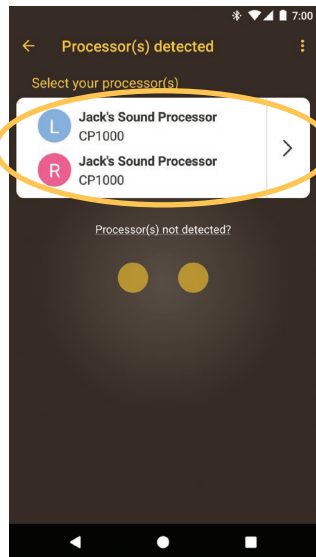 7:00
Processor(s) detected
Select your processor(s)
L
Jack's Sound Processor
CP1000
R
Jack's Sound Processor
CP1000
Processor(s) not detected?